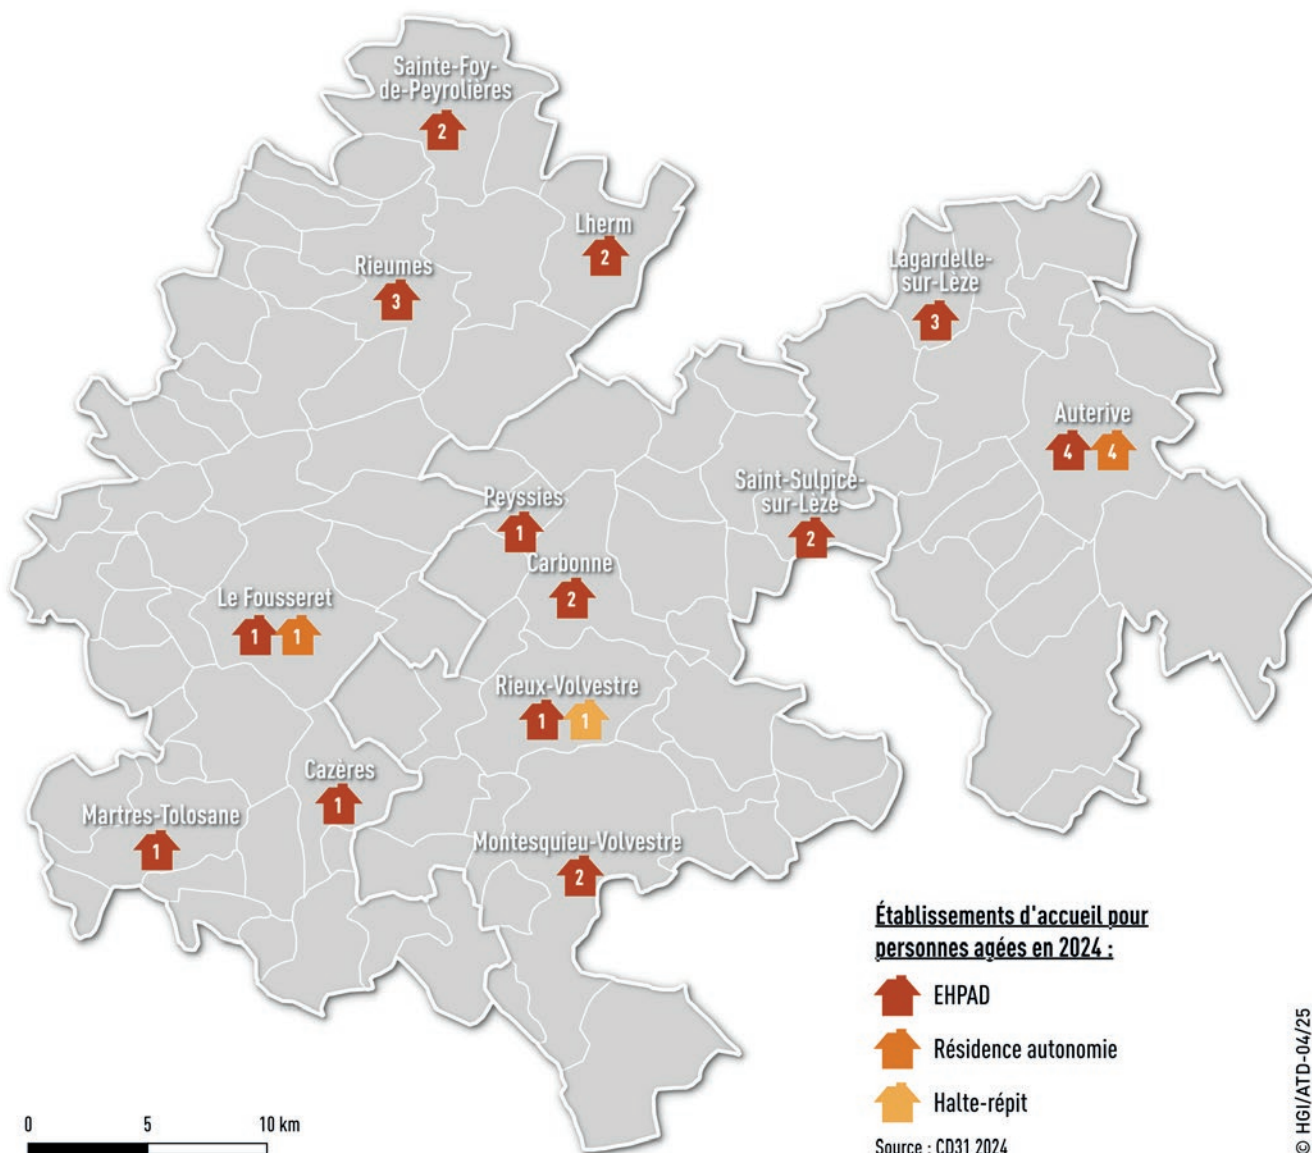 Sainte-Foy-
de-Peyrolières
2
Lherm
2
Rieumes
3
Lagardelle-
sur-Lèze
3
Auterive
4 4
Saint-Sulpice-
sur-Lèze
2
Peyssies
1
Carbonne
2
Le Fousseret
1 1
Rieux-Volvestre
1 1
Cazères
1
Martres-Tolosane
1
Montesquieu-Volvestre
2
Établissements d'accueil pour
personnes agées en 2024 :
EHPAD
Résidence autonomie
Halte-répit
Source : CD31 2024
0 5 10 km
© HGI/ATD-04/25